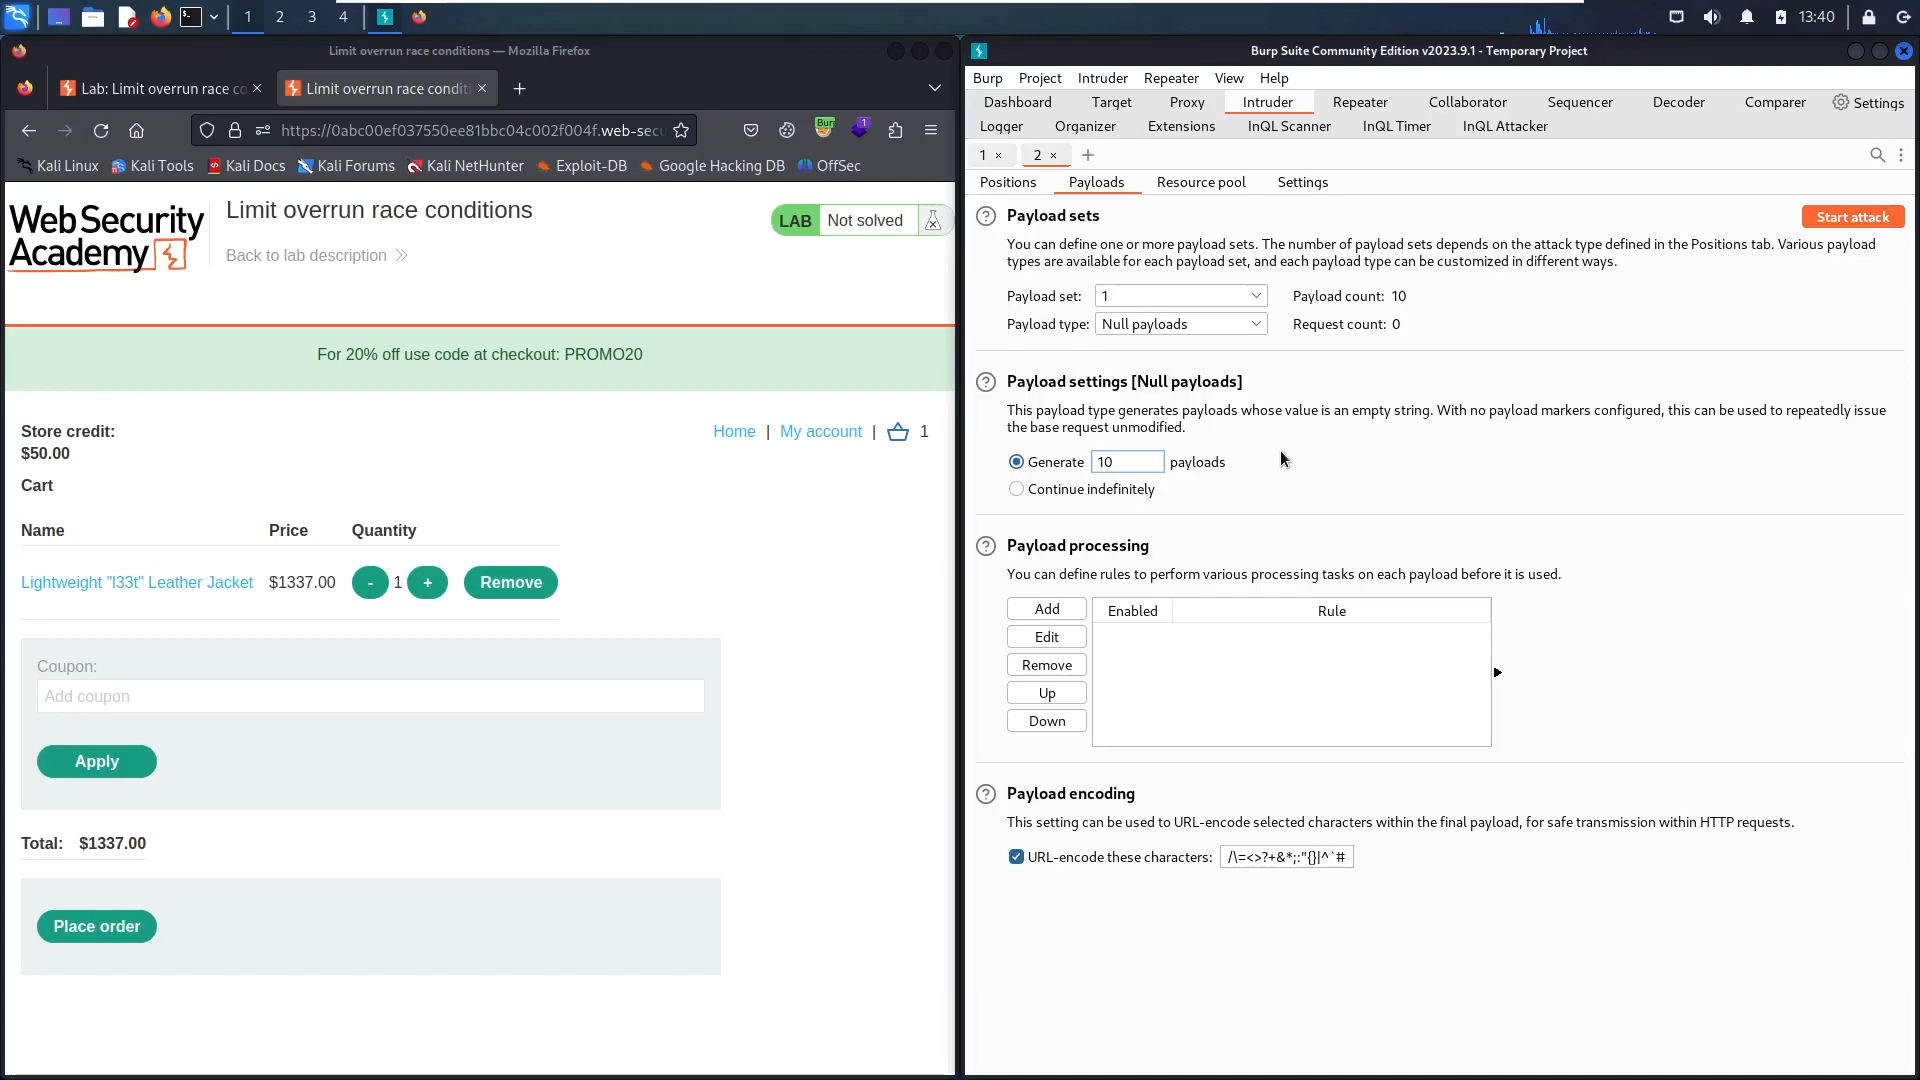 1
2
3
4
13:40
Limit overrun race conditions — Mozilla Firefox
Lab: Limit overrun race co
Limit overrun race conditi
https://0abc00ef037550ee81bbc04c002f004f.web-secu
Burp
1
Kali Linux
Kali Tools
Kali Docs
Kali Forums
Kali NetHunter
Exploit-DB
Google Hacking DB
OffSec
Web Security
Academy
Limit overrun race conditions
Back to lab description
LAB
Not solved
For 20% off use code at checkout: PROMO20
Store credit:
$50.00
Home | My account | 1
Cart
Name Price Quantity
Lightweight "l33t" Leather Jacket $1337.00 - 1 + Remove
Coupon:
Add coupon
Apply
Total: $1337.00
Place order
Burp Suite Community Edition v2023.9.1 - Temporary Project
Burp Project Intruder Repeater View Help
Dashboard Target Proxy Intruder Repeater Collaborator Sequencer Decoder Comparer Settings
Logger Organizer Extensions InQL Scanner InQL Timer InQL Attacker
1 × 2 × +
Positions Payloads Resource pool Settings
? Payload sets
Start attack
You can define one or more payload sets. The number of payload sets depends on the attack type defined in the Positions tab. Various payload
types are available for each payload set, and each payload type can be customized in different ways.
Payload set: 1 Payload count: 10
Payload type: Null payloads Request count: 0
? Payload settings [Null payloads]
This payload type generates payloads whose value is an empty string. With no payload markers configured, this can be used to repeatedly issue
the base request unmodified.
Generate 10 payloads
Continue indefinitely
? Payload processing
You can define rules to perform various processing tasks on each payload before it is used.
Add
Edit
Remove
Up
Down
Enabled Rule
? Payload encoding
This setting can be used to URL-encode selected characters within the final payload, for safe transmission within HTTP requests.
URL-encode these characters: /\=<>?+&*;:"{}|^`#